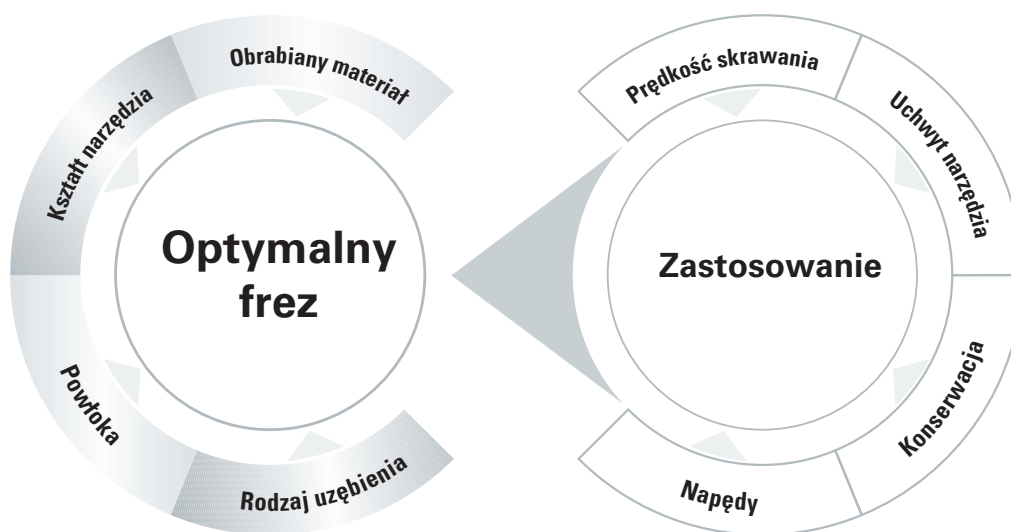 Obrabiany materiał
Kształt narzędzia
Optymalny
frez
Powłoka
Rodzaj uzębienia
Prędkość skrawania
Uchwyt narzędzia
Zastosowanie
Konserwacja
Napędy